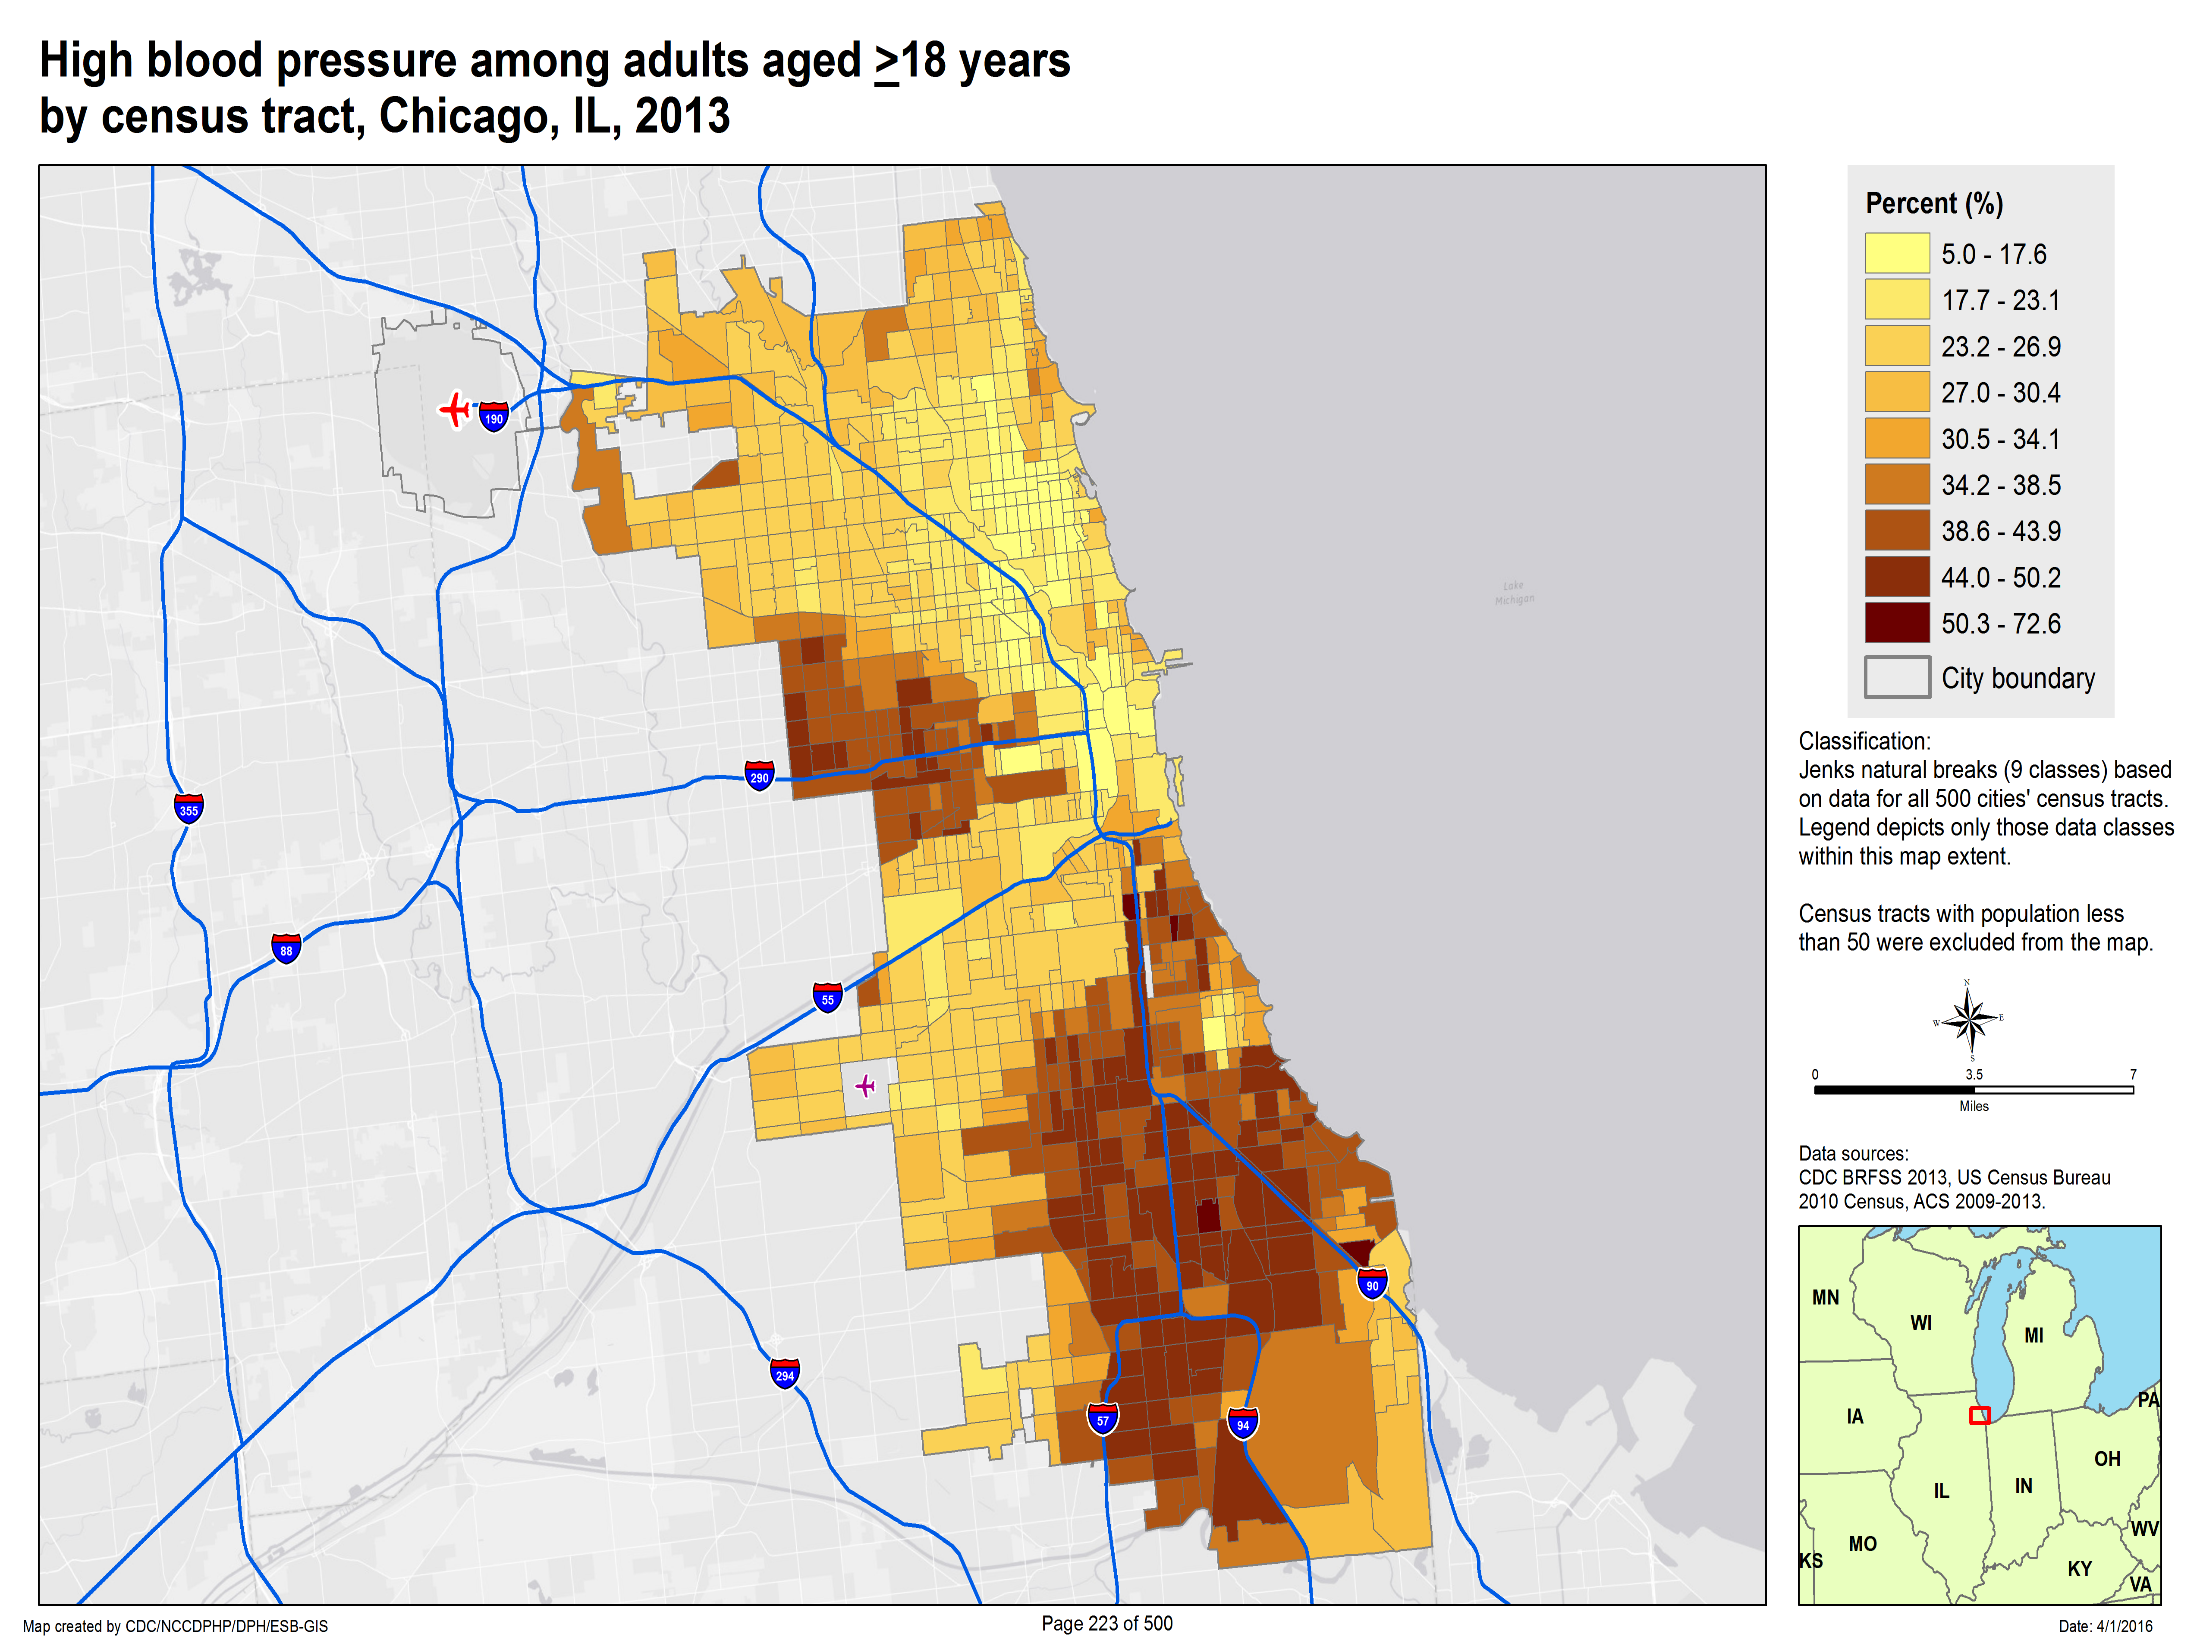 High blood pressure among adults aged >18 years
by census tract, Chicago, IL, 2013
190
290
355
88
55
294
57
94
90
Lake
Michigan
Percent (%)
5.0 - 17.6
17.7 - 23.1
23.2 - 26.9
27.0 - 30.4
30.5 - 34.1
34.2 - 38.5
38.6 - 43.9
44.0 - 50.2
50.3 - 72.6
City boundary
Classification:
Jenks natural breaks (9 classes) based
on data for all 500 cities' census tracts.
Legend depicts only those data classes
within this map extent.
Census tracts with population less
than 50 were excluded from the map.
N
W E
S
0 3.5 7
Miles
Data sources:
CDC BRFSS 2013, US Census Bureau
2010 Census, ACS 2009-2013.
MN
WI
MI
PA
IA
OH
IL
IN
WV
MO
KS
KY
VA
Map created by CDC/NCCDPHP/DPH/ESB-GIS
Page 223 of 500
Date: 4/1/2016